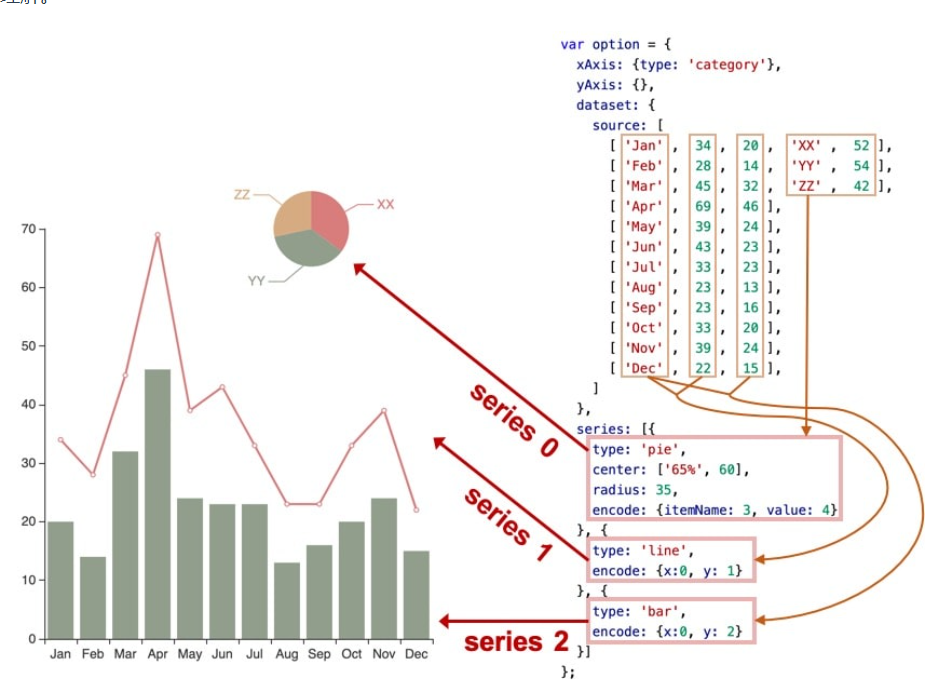 var option = {
xAxis: {type: 'category'},
yAxis: {},
dataset: {
source: [
[ 'Jan' , 34 , 20 , 'XX' , 52 ],
[ 'Feb' , 28 , 14 , 'YY' , 54 ],
[ 'Mar' , 45 , 32 , 'ZZ' , 42 ],
[ 'Apr' , 69 , 46 ],
[ 'May' , 39 , 24 ],
[ 'Jun' , 43 , 23 ],
[ 'Jul' , 33 , 23 ],
[ 'Aug' , 23 , 13 ],
[ 'Sep' , 23 , 16 ],
[ 'Oct' , 33 , 20 ],
[ 'Nov' , 39 , 24 ],
[ 'Dec' , 22 , 15 ],
]
},
series: [{
type: 'pie',
center: ['65%', 60],
radius: 35,
encode: {itemName: 3, value: 4}
}, {
type: 'line',
encode: {x:0, y: 1}
}, {
type: 'bar',
encode: {x:0, y: 2}
}]
};
ZZ
XX
YY
series 0
series 1
series 2
70
60
50
40
30
20
10
0
Jan Feb Mar Apr May Jun Jul Aug Sep Oct Nov Dec